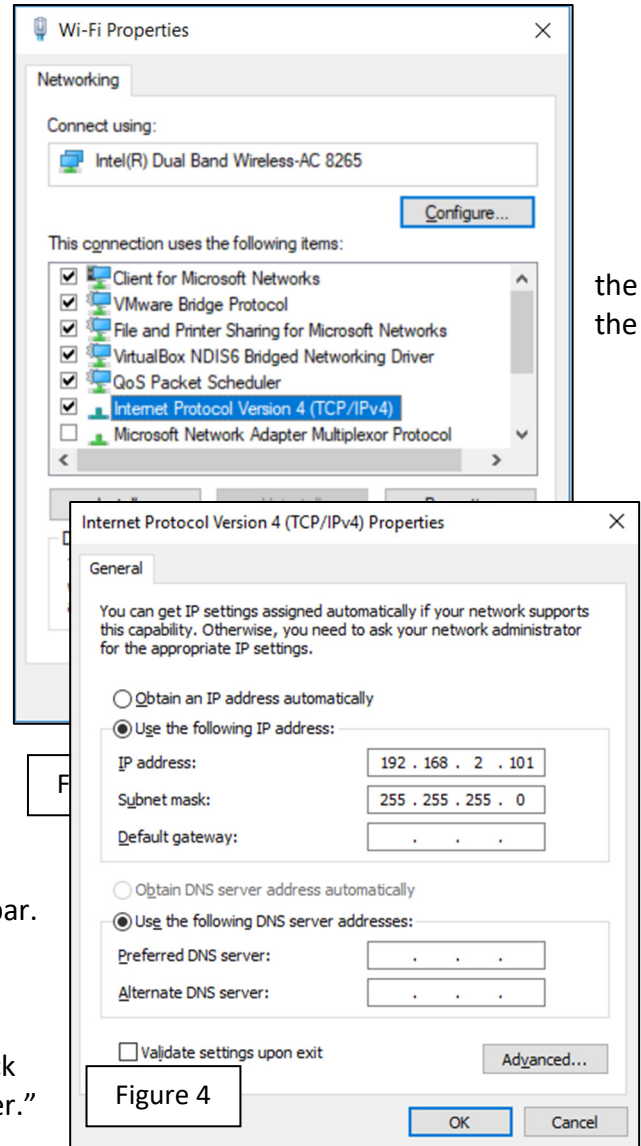 Wi-Fi Properties
Networking
Connect using:
Intel(R) Dual Band Wireless-AC 8265
Configure...
This connection uses the following items:
Client for Microsoft Networks
VMware Bridge Protocol
File and Printer Sharing for Microsoft Networks
VirtualBox NDIS6 Bridged Networking Driver
QoS Packet Scheduler
Internet Protocol Version 4 (TCP/IPv4)
Microsoft Network Adapter Multiplexor Protocol
the
the
Internet Protocol Version 4 (TCP/IPv4) Properties
General
You can get IP settings assigned automatically if your network supports
this capability. Otherwise, you need to ask your network administrator
for the appropriate IP settings.
Obtain an IP address automatically
Use the following IP address:
IP address: 192 . 168 . 2 . 101
Subnet mask: 255 . 255 . 255 . 0
Default gateway: . . .
Obtain DNS server address automatically
Use the following DNS server addresses:
Preferred DNS server: . . .
Alternate DNS server: . . .
Validate settings upon exit
Advanced...
Figure 4
OK Cancel